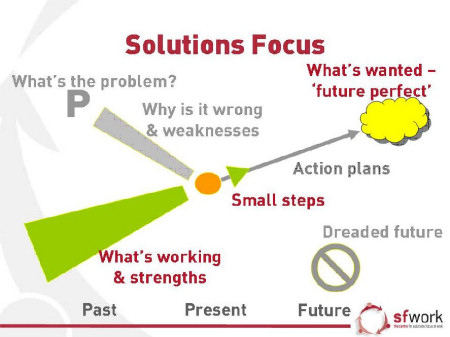 Solutions Focus
What's the problem?
P
Why is it wrong
& weaknesses
What's wanted –
'future perfect'
Action plans
Small steps
What's working
& strengths
Dreaded future
Past
Present
Future
sfwork